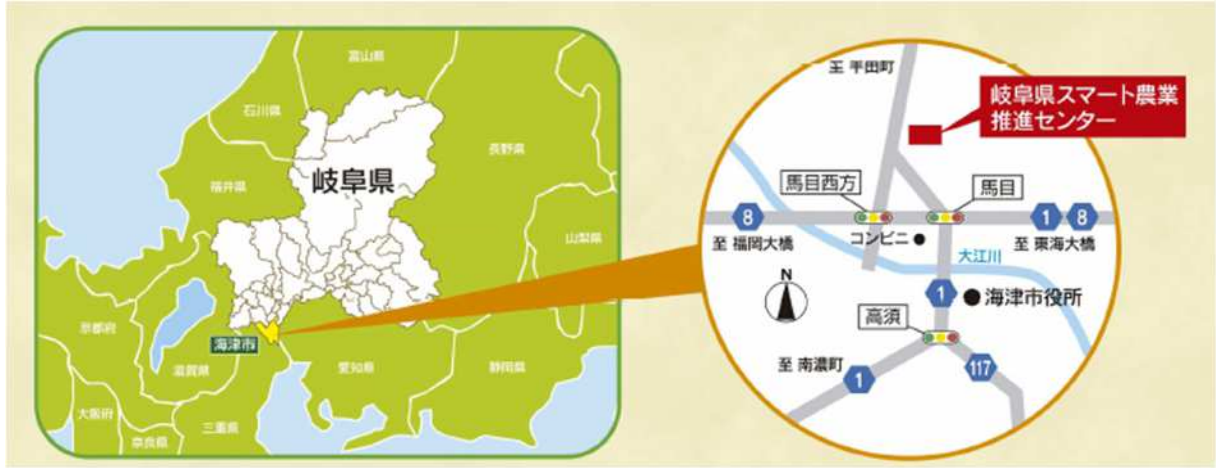 富山県
石川県
長野県
岐阜県
福井県
山梨県
京都府
海津市
滋賀県
愛知県
静岡県
大阪府
三重県
奈良県
至 平田町
岐阜県スマート農業
推進センター
馬目西方
馬目
8
1
8
至 福岡大橋
コンビニ
至 東海大橋
大江川
N
1
海津市役所
高須
至 南濃町
1
117